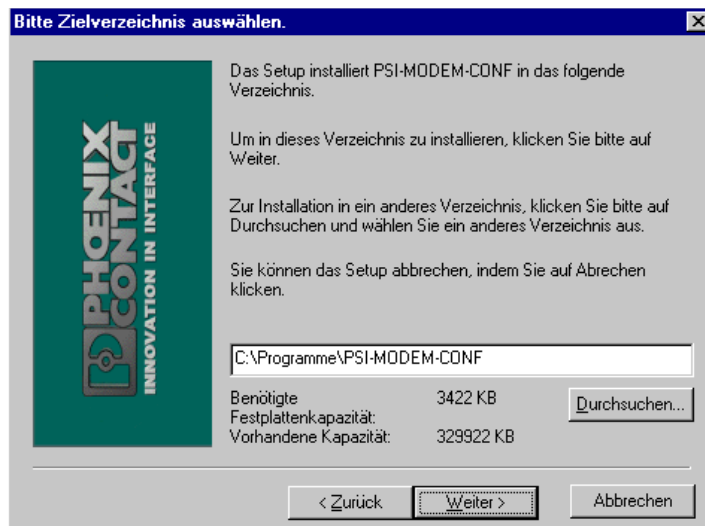 Bitte Zielverzeichnis auswählen.
PHŒNIX
CONTACT
INNOVATION IN INTERFACE
Das Setup installiert PSI-MODEM-CONF in das folgende
Verzeichnis.
Um in dieses Verzeichnis zu installieren, klicken Sie bitte auf
Weiter.
Zur Installation in ein anderes Verzeichnis, klicken Sie bitte auf
Durchsuchen und wählen Sie ein anderes Verzeichnis aus.
Sie können das Setup abbrechen, indem Sie auf Abrechen
klicken.
C:\Programme\PSI-MODEM-CONF
Benötigte 3422 KB
Festplattenkapazität:
Vorhandene Kapazität: 329922 KB
Durchsuchen...
< Zurück
Weiter >
Abbrechen